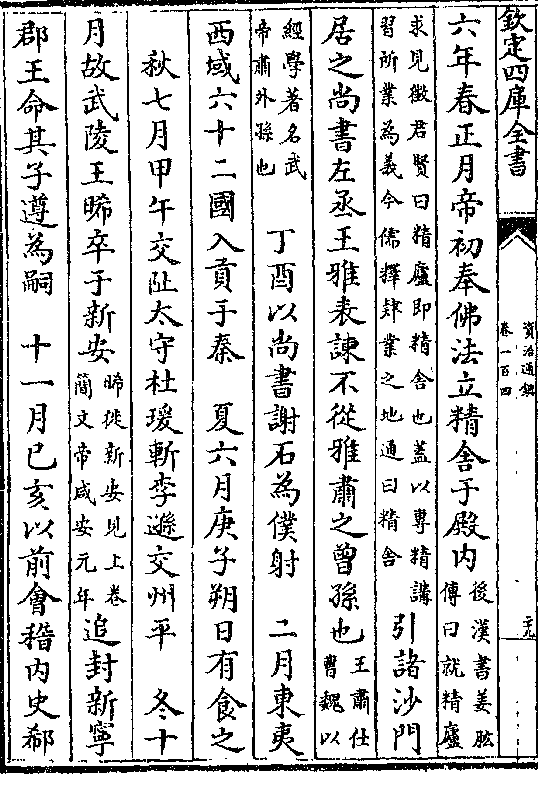 欽定四庫全書
資治通鑑
卷一百四
六年春正月帝初奉佛法立精舍于殿内
後漢書姜肱
傳曰就精廬
求見徵君賢曰精廬即精舍也葢以專精講
習所業為義今儒釋肄業之地通曰精舍
引諸沙門
居之尚書左丞王雅表諫不從雅肅之曾孫也
王肅仕
曹魏以
經學著名武
帝肅外孫也
丁酉以尚書謝石為僕射　二月東夷
西域六十二國入貢于秦　夏六月庚子朔日有食之
秋七月甲午交阯太守杜瑗斬李遜交州平　冬十
月故武陵王晞卒于新安
晞徙新安見上卷
簡文帝咸安元年
追封新寧
郡王命其子遵為嗣　十一月已亥以前會稽内史郗